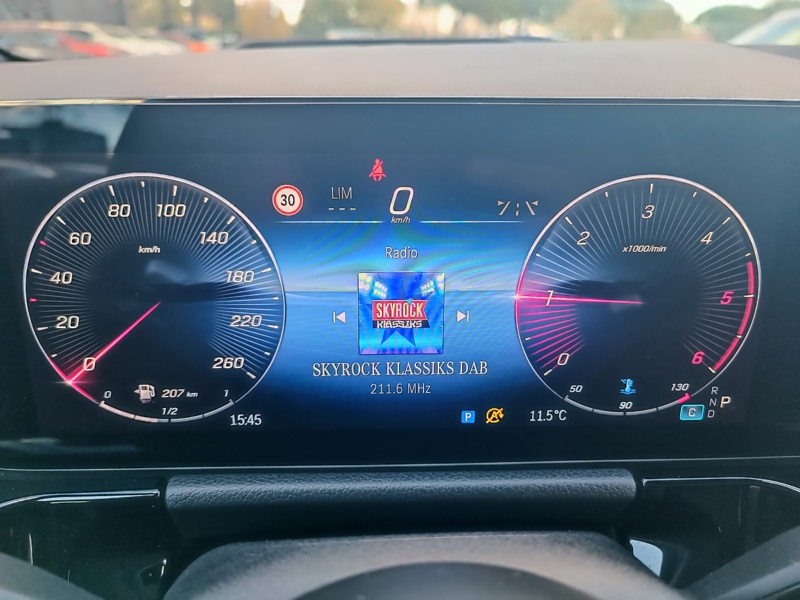 30
LIM
---
0
km/h
Radio
SKYROCK
KLASSIKS
SKYROCK KLASSIKS DAB
211.6 MHz
0
20
40
60
80
100
140
180
220
260
km/h
0
1/2
1
207 km
15:45
P
A
11.5°C
0
1
2
3
4
5
6
x1000/min
50
90
130
R
N
D
P
C